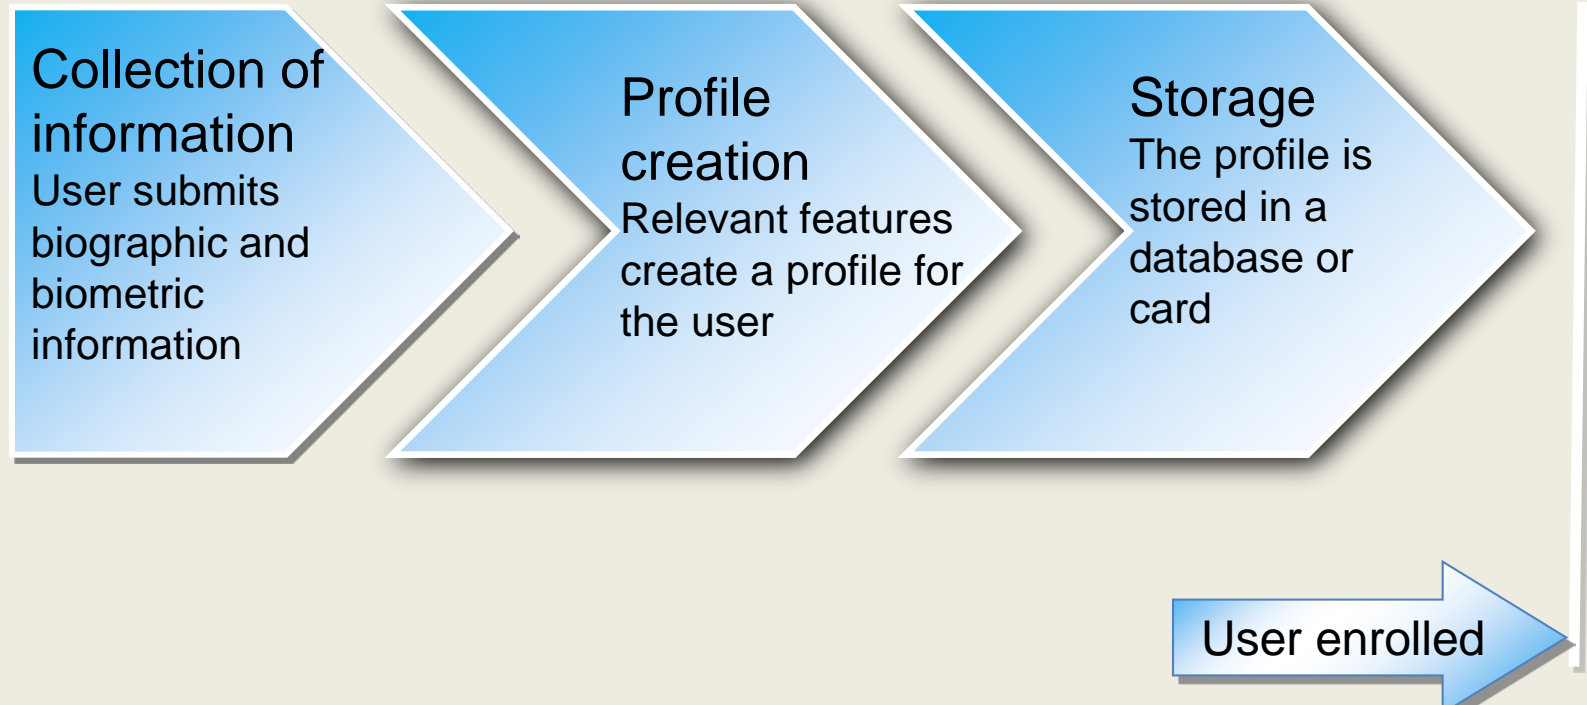 Collection of
information
User submits
biographic and
biometric
information
Profile
creation
Relevant features
create a profile for
the user
Storage
The profile is
stored in a
database or
card
User enrolled